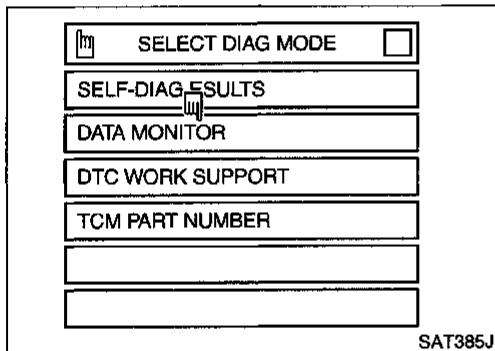 SELECT DIAG MODE
SELF-DIAG ESULTS
DATA MONITOR
DTC WORK SUPPORT
TCM PART NUMBER
SAT385J